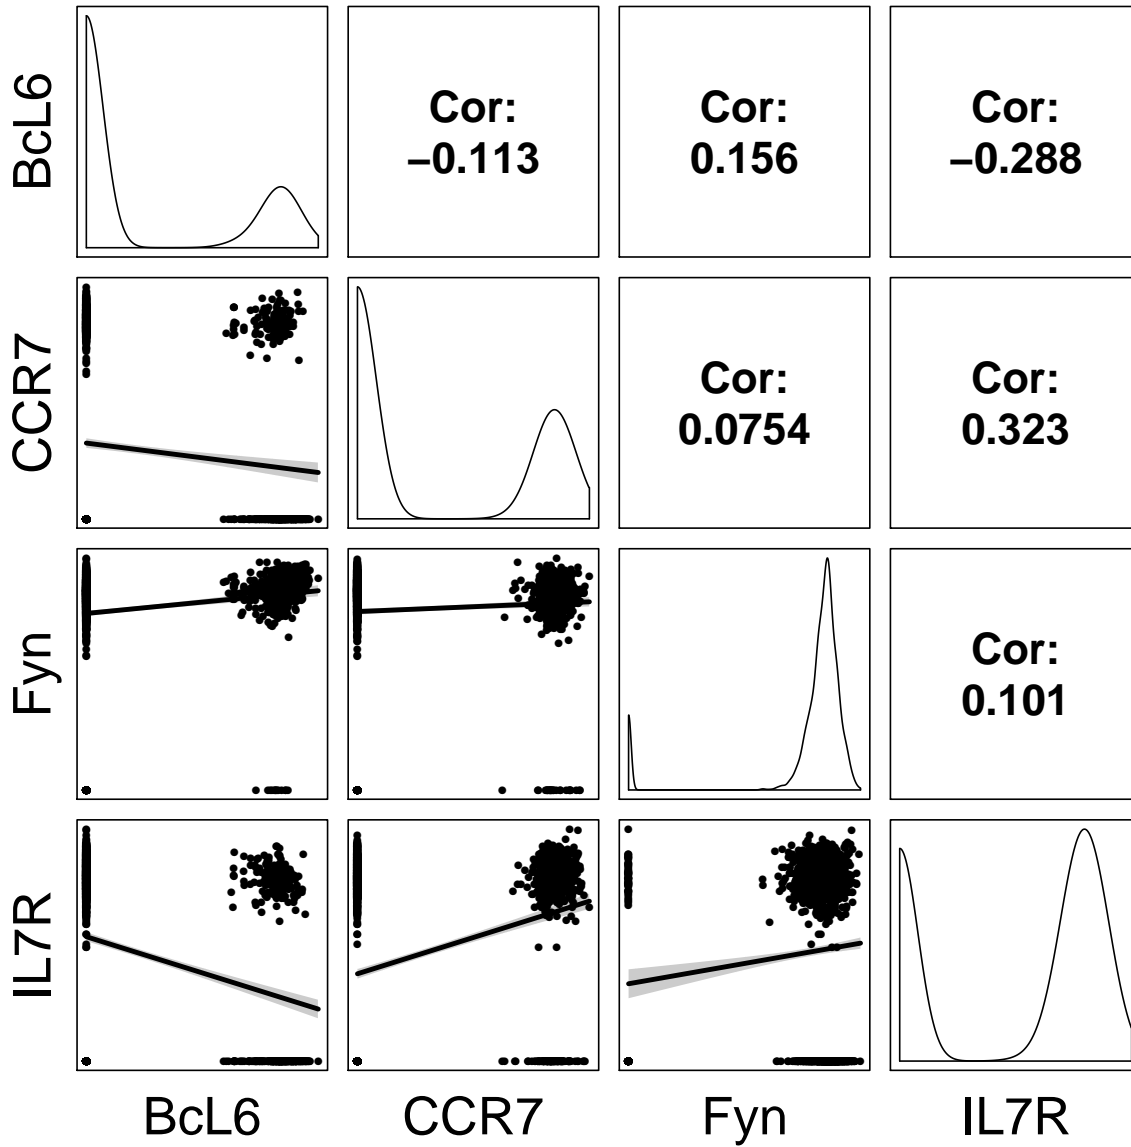 BcL6
Cor:
−0.113
Cor:
0.156
Cor:
−0.288
CCR7
Cor:
0.0754
Cor:
0.323
Fyn
Cor:
0.101
IL7R
BcL6
CCR7
Fyn
IL7R